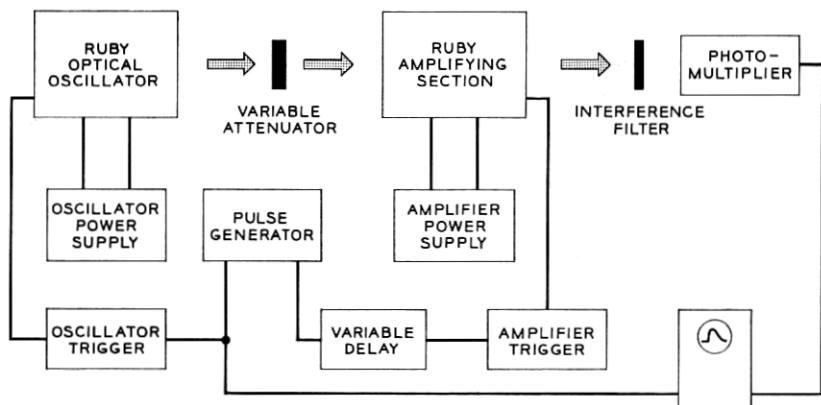 RUBY
OPTICAL
OSCILLATOR
VARIABLE
ATTENUATOR
RUBY
AMPLIFYING
SECTION
INTERFERENCE
FILTER
PHOTO-
MULTIPLIER
OSCILLATOR
POWER
SUPPLY
PULSE
GENERATOR
AMPLIFIER
POWER
SUPPLY
OSCILLATOR
TRIGGER
VARIABLE
DELAY
AMPLIFIER
TRIGGER